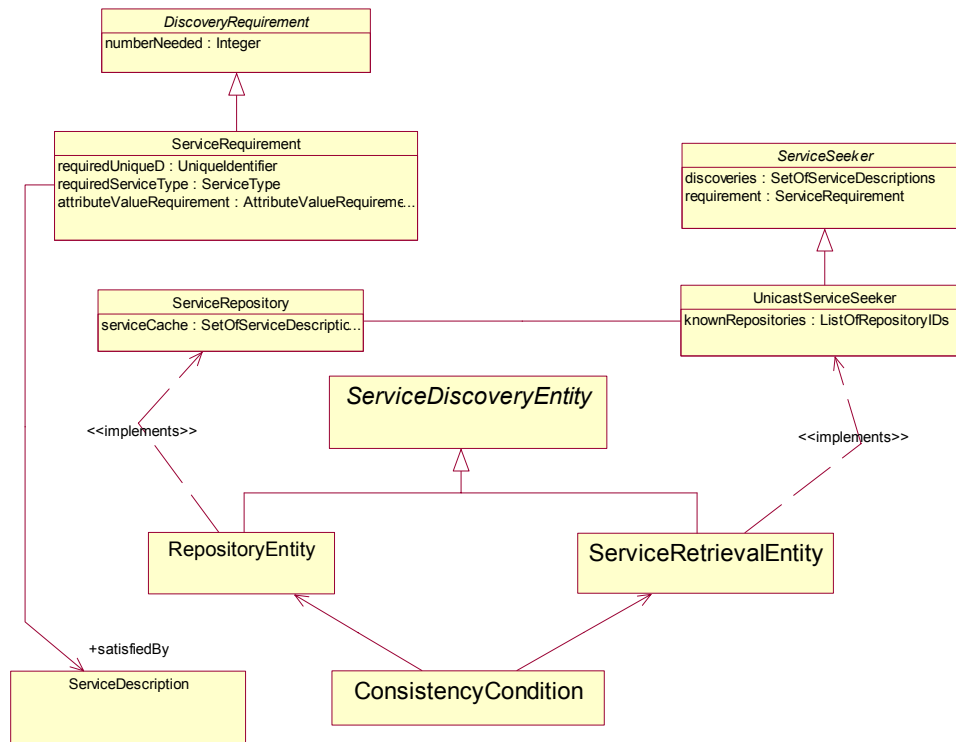 DiscoveryRequirement
numberNeeded : Integer
ServiceRequirement
requiredUniqueD : UniqueIdentifier
requiredServiceType : ServiceType
attributeValueRequirement : AttributeValueRequireme...
ServiceSeeker
discoveries : SetOfServiceDescriptions
requirement : ServiceRequirement
ServiceRepository
serviceCache : SetOfServiceDescriptic...
UnicastServiceSeeker
knownRepositories : ListOfRepositoryIDs
ServiceDiscoveryEntity
<<implements>>
<<implements>>
RepositoryEntity
ServiceRetrievalEntity
+satisfiedBy
ServiceDescription
ConsistencyCondition